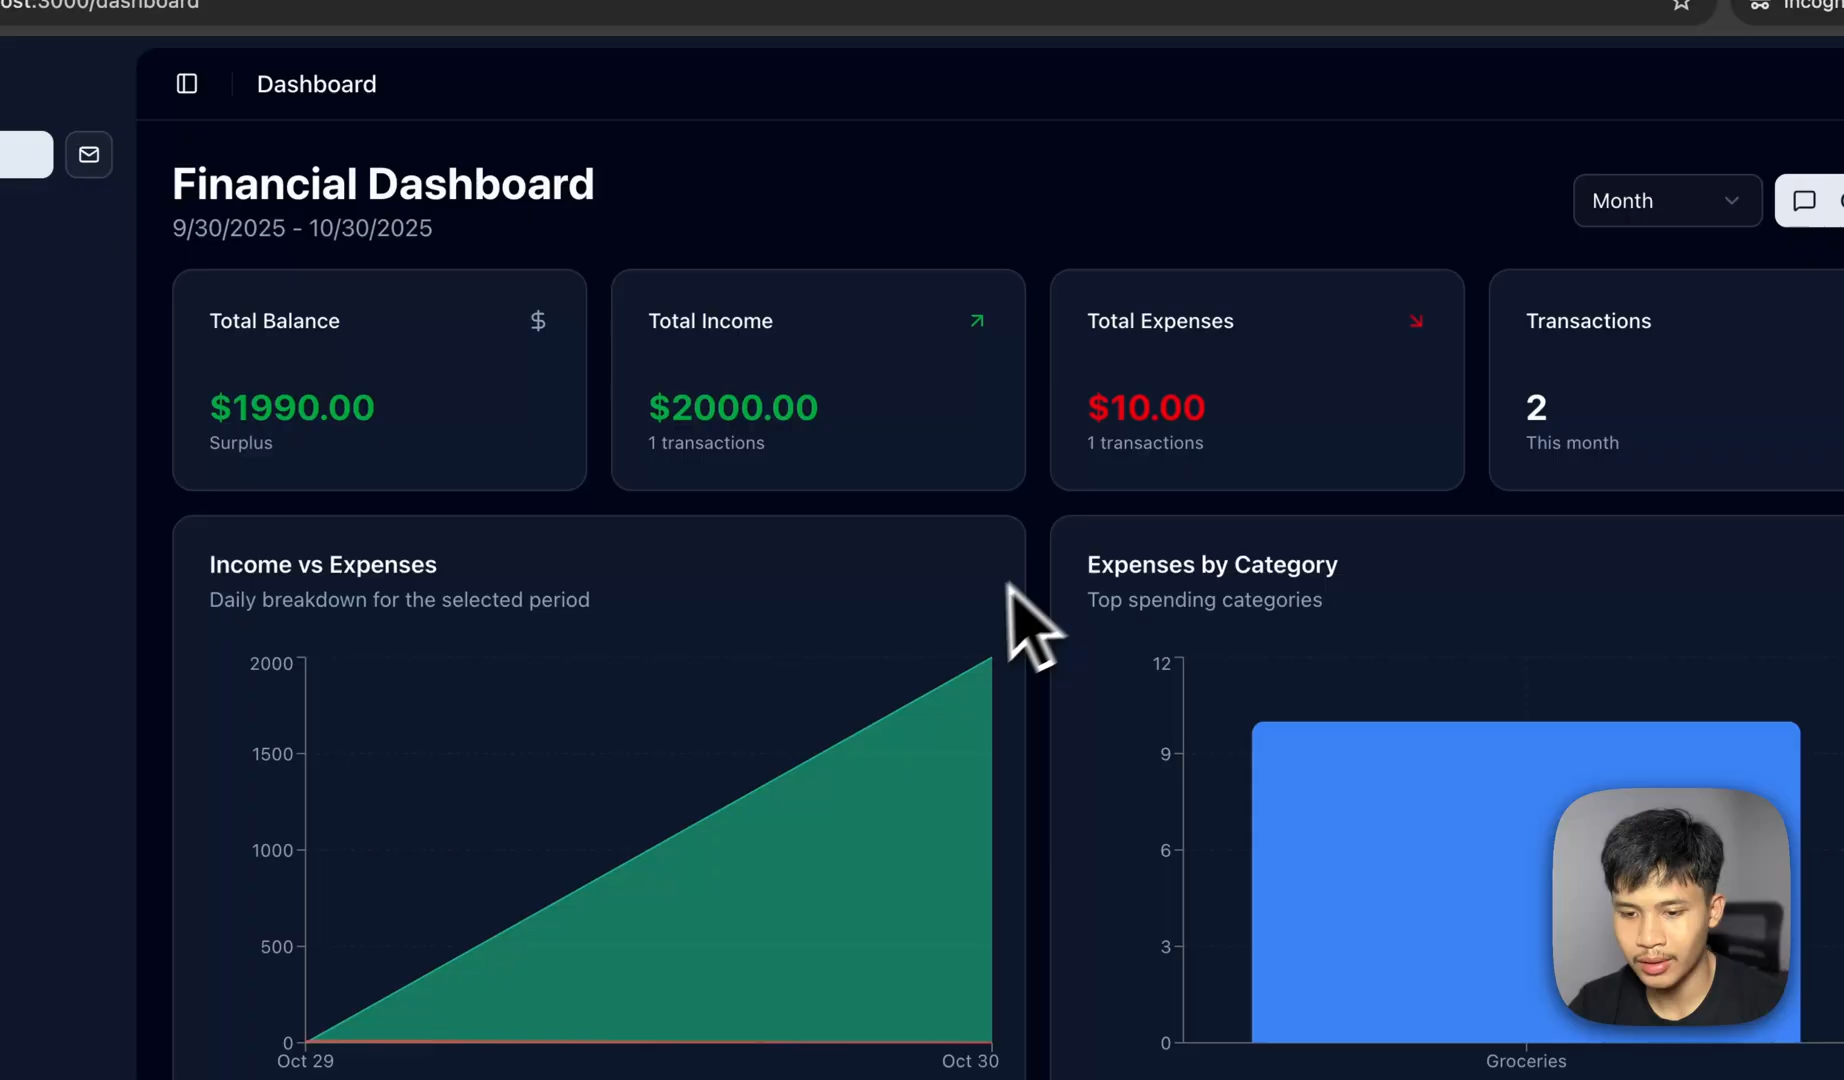 ost:3000/dashboard
Incogn
Dashboard
Financial Dashboard
9/30/2025 - 10/30/2025
Month
Total Balance
$
$1990.00
Surplus
Total Income
$2000.00
1 transactions
Total Expenses
$10.00
1 transactions
Transactions
2
This month
Income vs Expenses
Daily breakdown for the selected period
2000
1500
1000
500
0
Oct 29
Oct 30
Expenses by Category
Top spending categories
12
9
6
3
0
Groceries